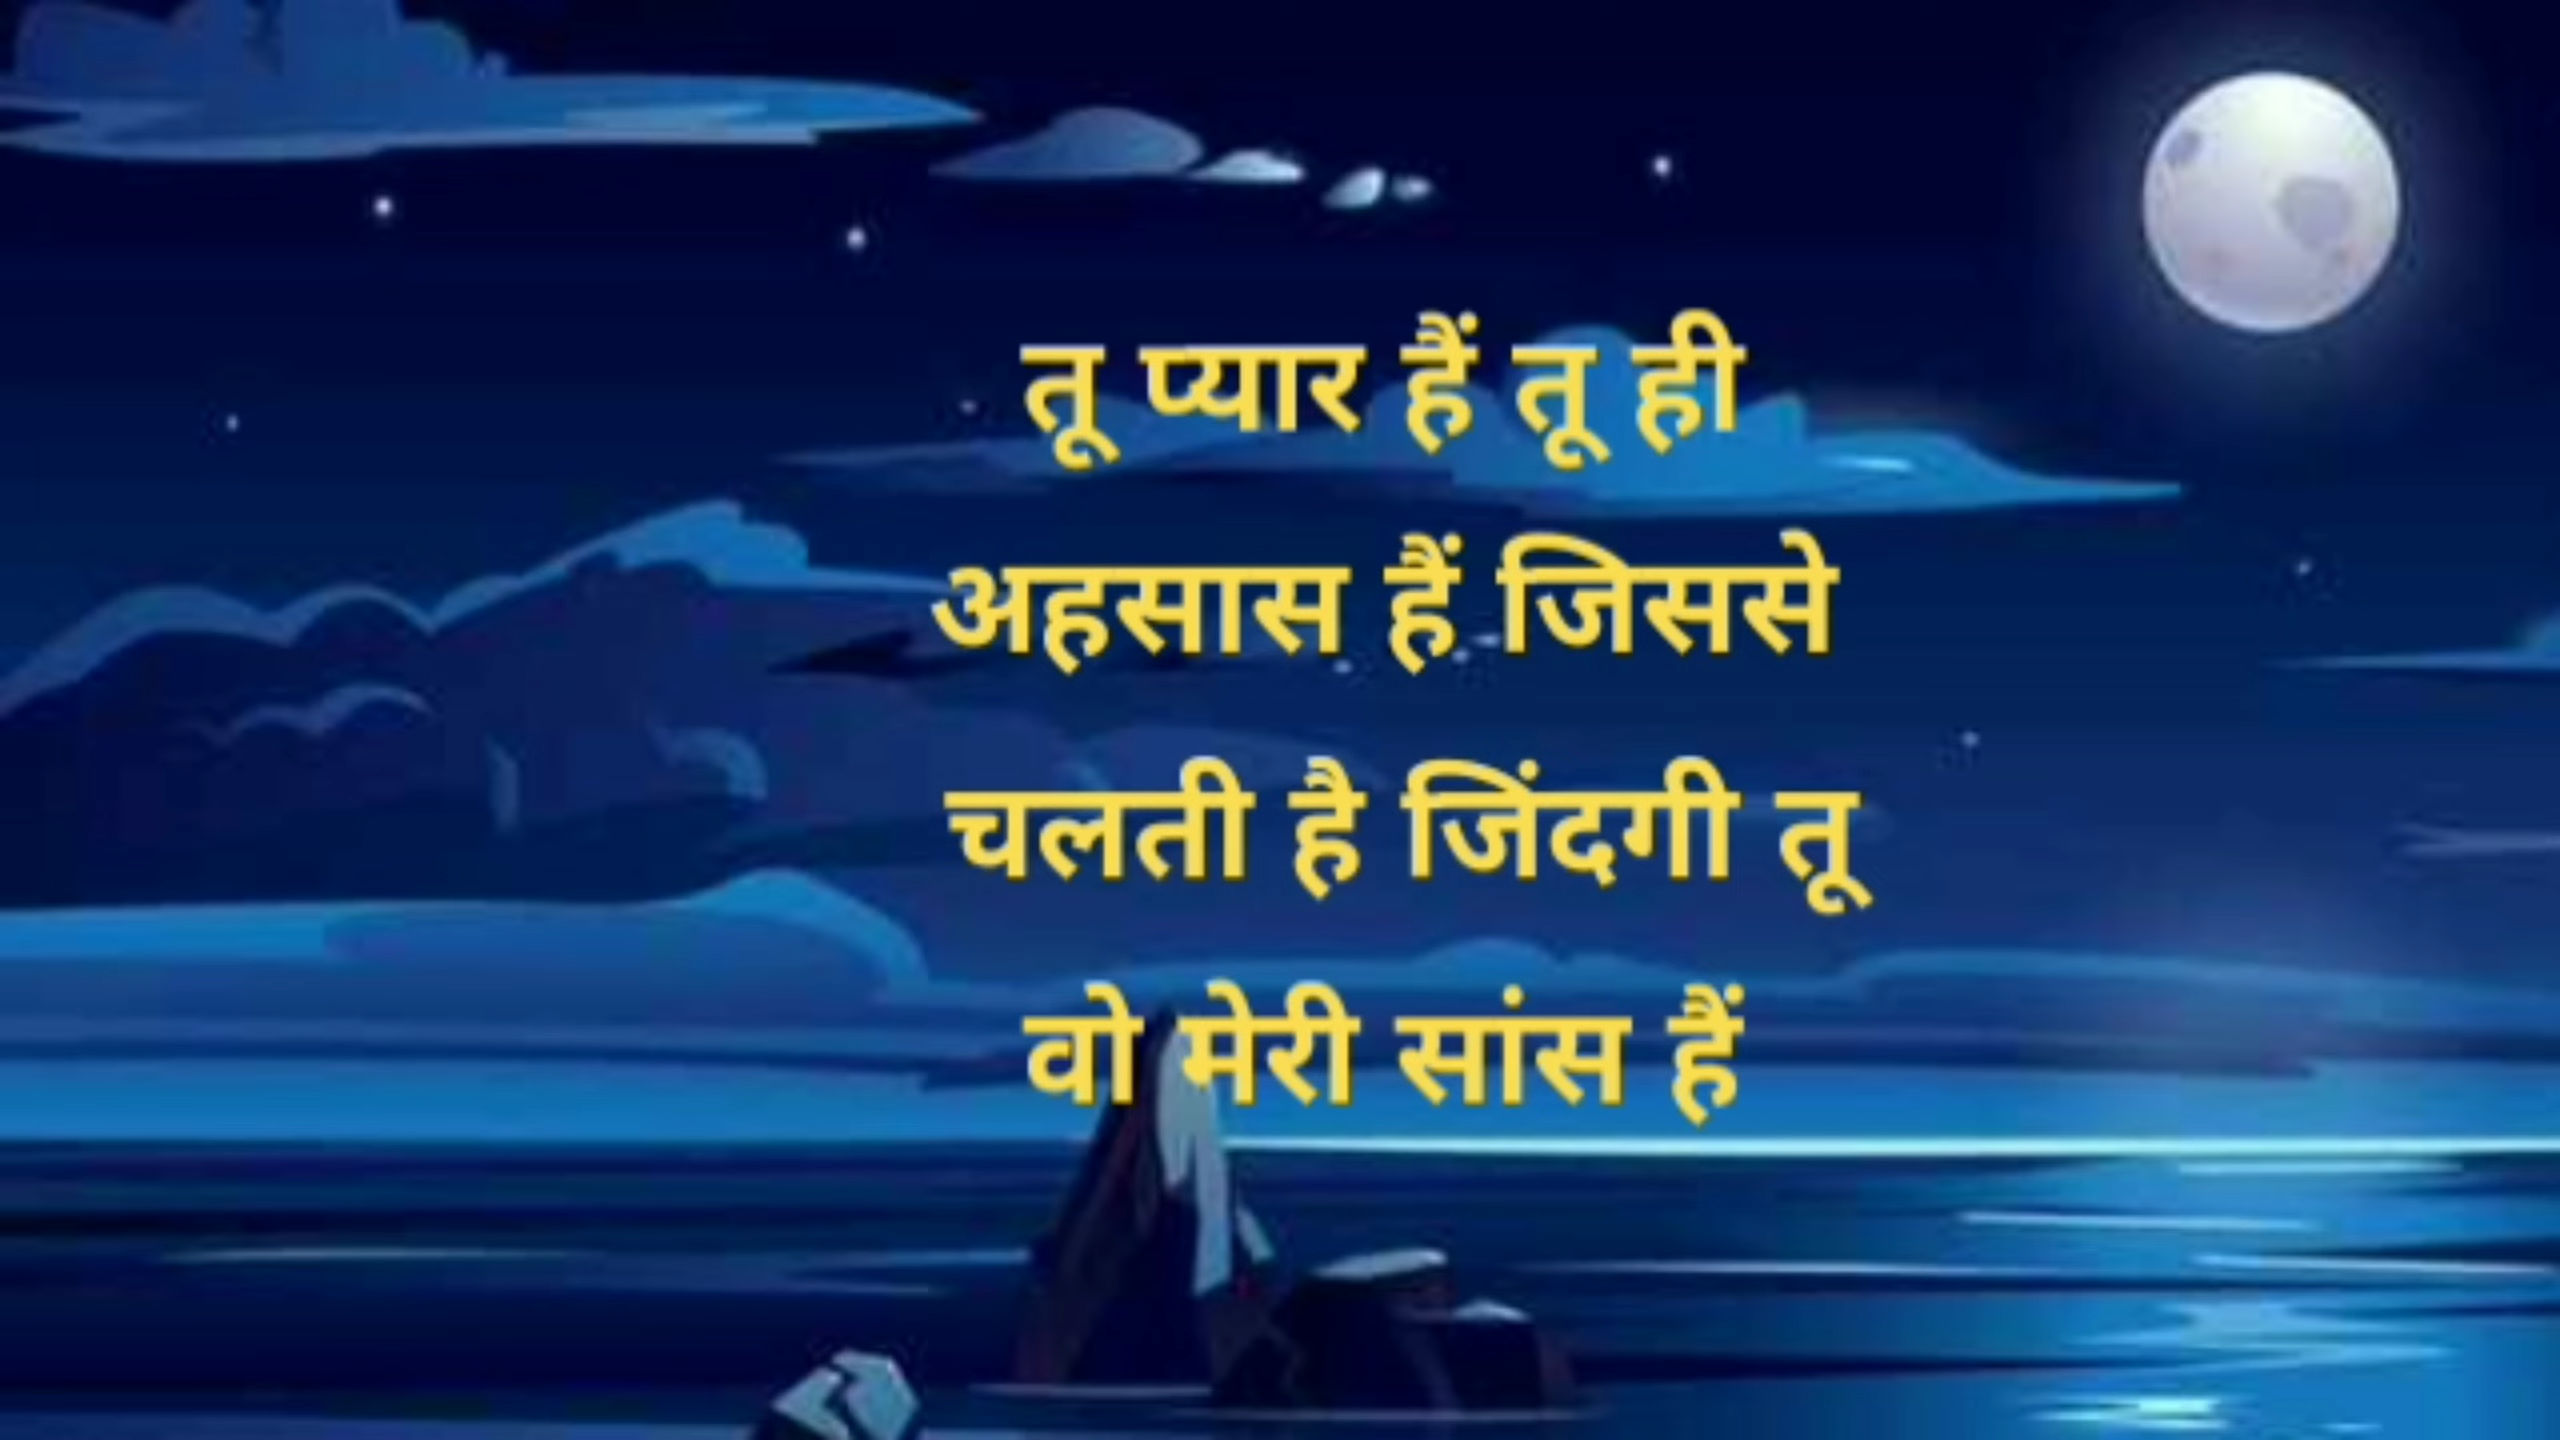 तू प्यार हैं तू ही
अहसास हैं जिससे
चलती है जिंदगी तू
वो मेरी सांस हैं